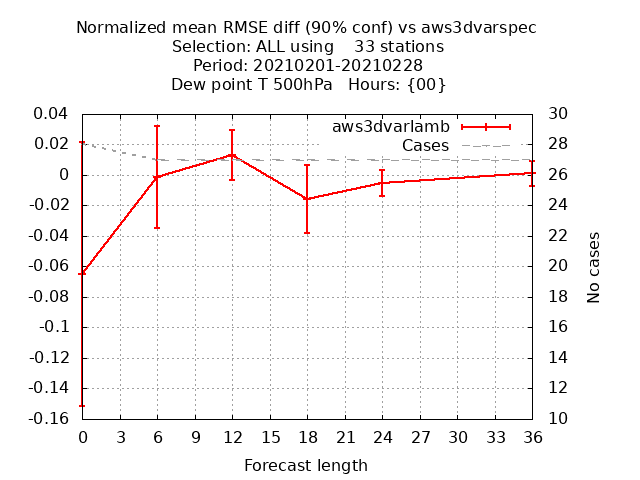 Normalized mean RMSE diff (90% conf) vs aws3dvarspec
Selection: ALL using    33 stations
Period: 20210201-20210228
Dew point T 500hPa   Hours: {00}
aws3dvarlamb
Cases
0.04
0.02
0
-0.02
-0.04
-0.06
-0.08
-0.1
-0.12
-0.14
-0.16
30
28
26
24
22
20
18
16
14
12
10
No cases
0 3 6 9 12 15 18 21 24 27 30 33 36
Forecast length